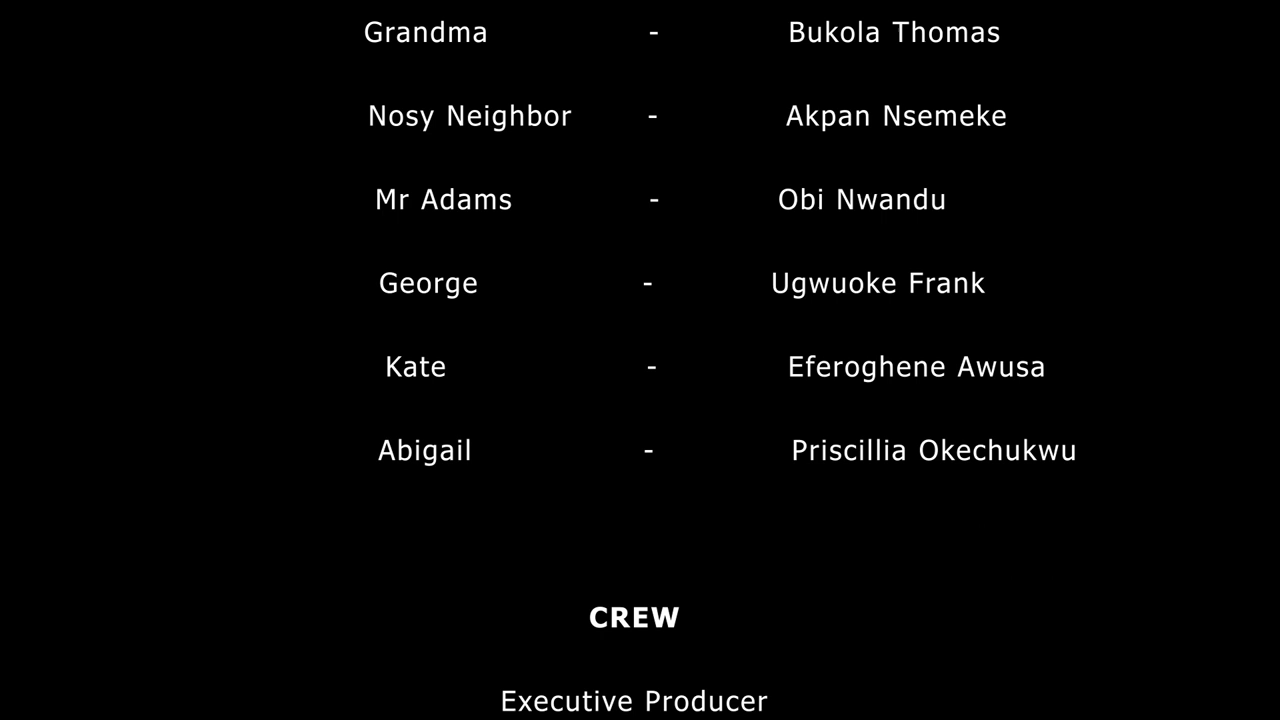 Grandma - Bukola Thomas
Nosy Neighbor - Akpan Nsemeke
Mr Adams - Obi Nwandu
George - Ugwuoke Frank
Kate - Eferoghene Awusa
Abigail - Priscillia Okechukwu
CREW
Executive Producer